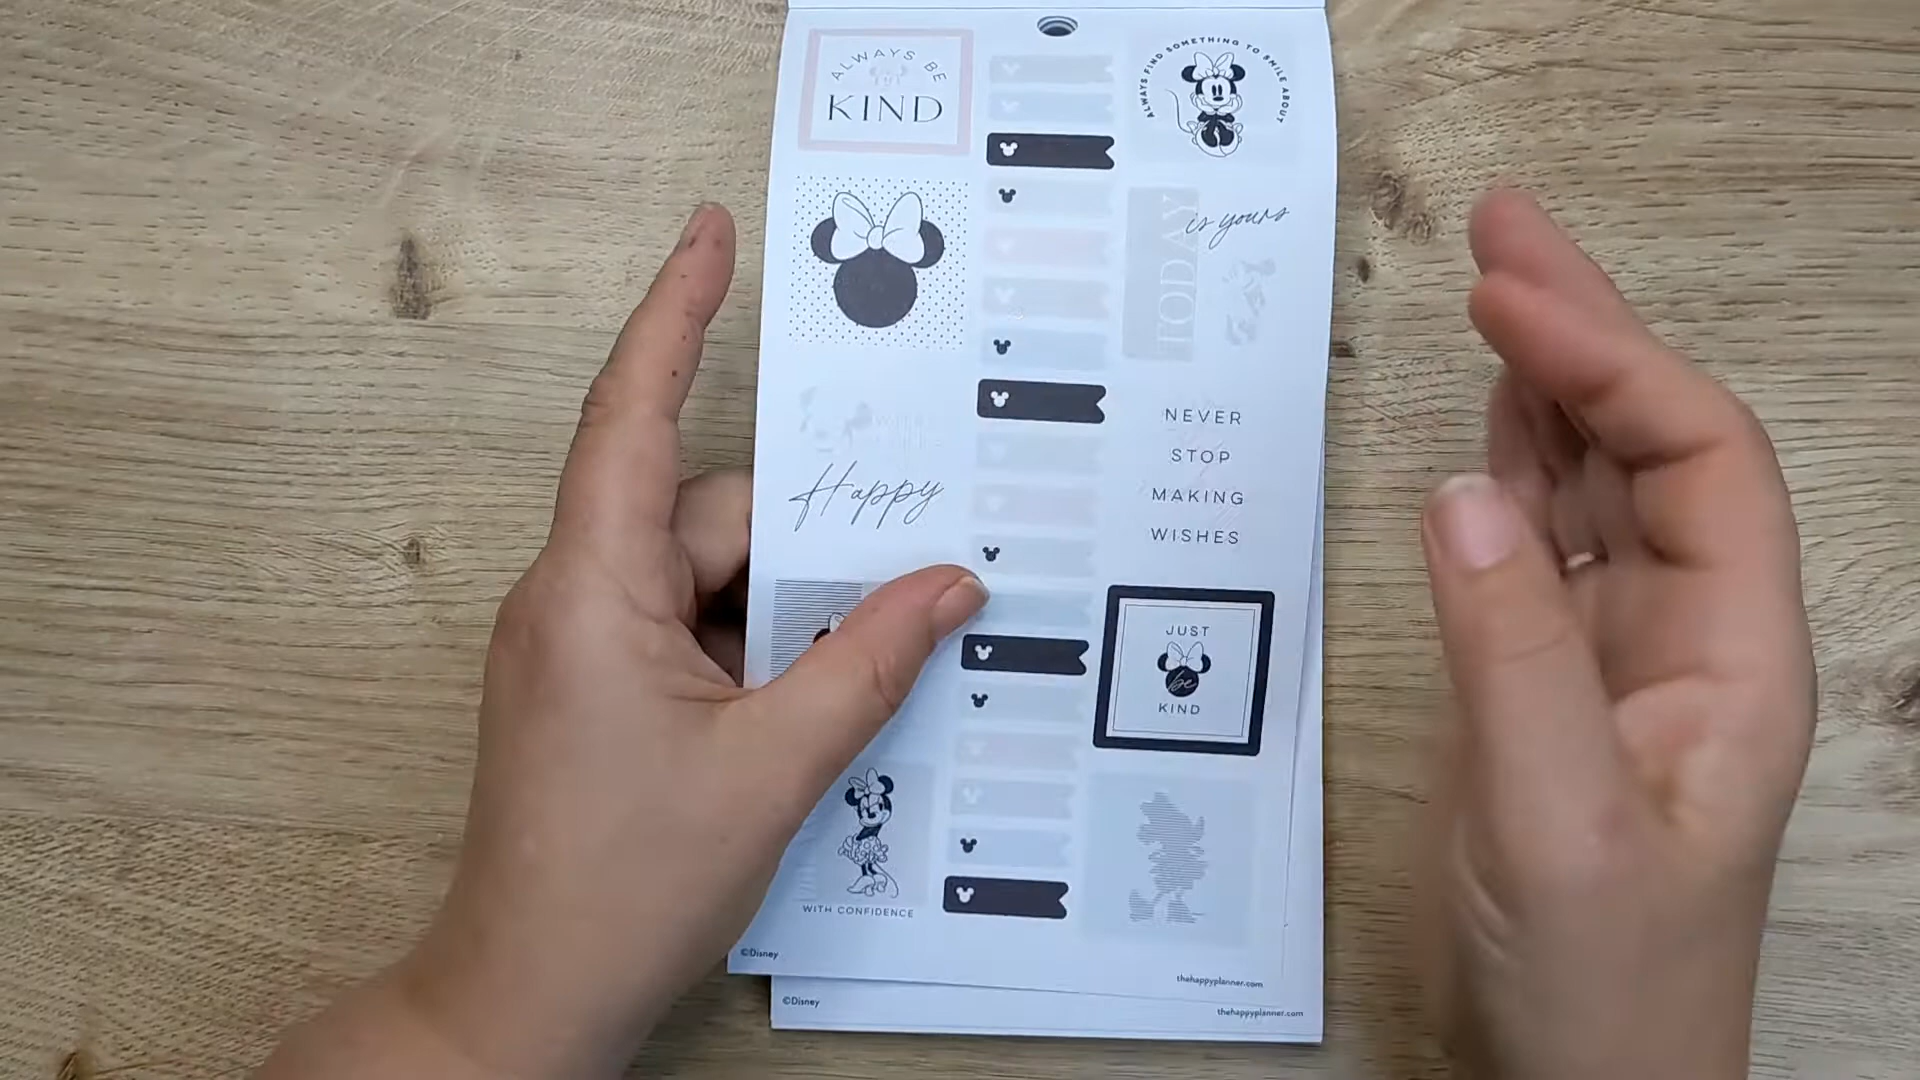 ALWAYS BE
KIND
ALWAYS FIND SOMETHING TO SMILE ABOUT
TODAY
is yours
Happy
NEVER
STOP
MAKING
WISHES
JUST
be
KIND
WITH CONFIDENCE
©Disney
thehappyplanner.com
©Disney
thehappyplanner.com